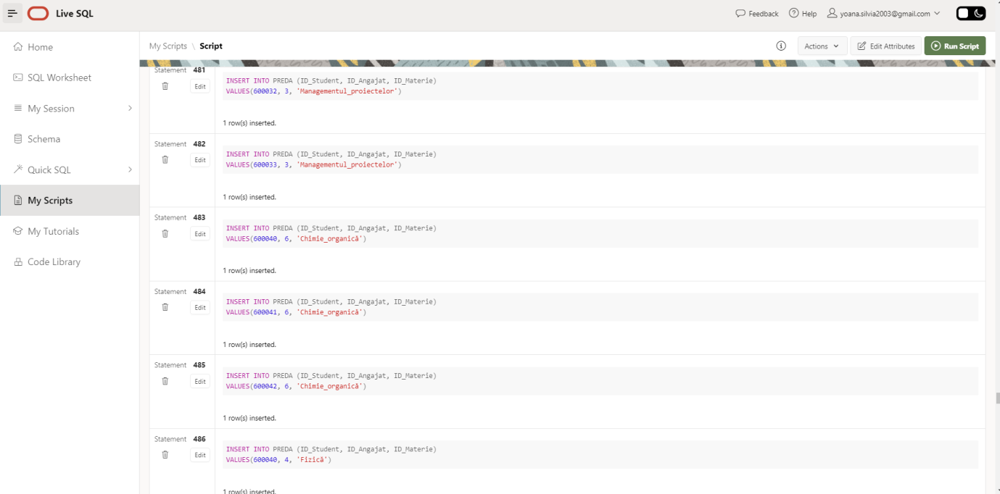 Live SQL
Feedback
Help
yoana.silvia2003@gmail.com
Home
SQL Worksheet
My Session
Schema
Quick SQL
My Scripts
My Tutorials
Code Library
My Scripts \ Script
Actions
Edit Attributes
Run Script
Statement 481
Edit
INSERT INTO PREDA (ID_Student, ID_Angajat, ID_Materie)
VALUES(600032, 3, 'Managementul_proiectelor')
1 row(s) inserted.
Statement 482
Edit
INSERT INTO PREDA (ID_Student, ID_Angajat, ID_Materie)
VALUES(600033, 3, 'Managementul_proiectelor')
1 row(s) inserted.
Statement 483
Edit
INSERT INTO PREDA (ID_Student, ID_Angajat, ID_Materie)
VALUES(600040, 6, 'Chimie_organică')
1 row(s) inserted.
Statement 484
Edit
INSERT INTO PREDA (ID_Student, ID_Angajat, ID_Materie)
VALUES(600041, 6, 'Chimie_organică')
1 row(s) inserted.
Statement 485
Edit
INSERT INTO PREDA (ID_Student, ID_Angajat, ID_Materie)
VALUES(600042, 6, 'Chimie_organică')
1 row(s) inserted.
Statement 486
Edit
INSERT INTO PREDA (ID_Student, ID_Angajat, ID_Materie)
VALUES(600040, 4, 'Fizică')
1 row(s) inserted.